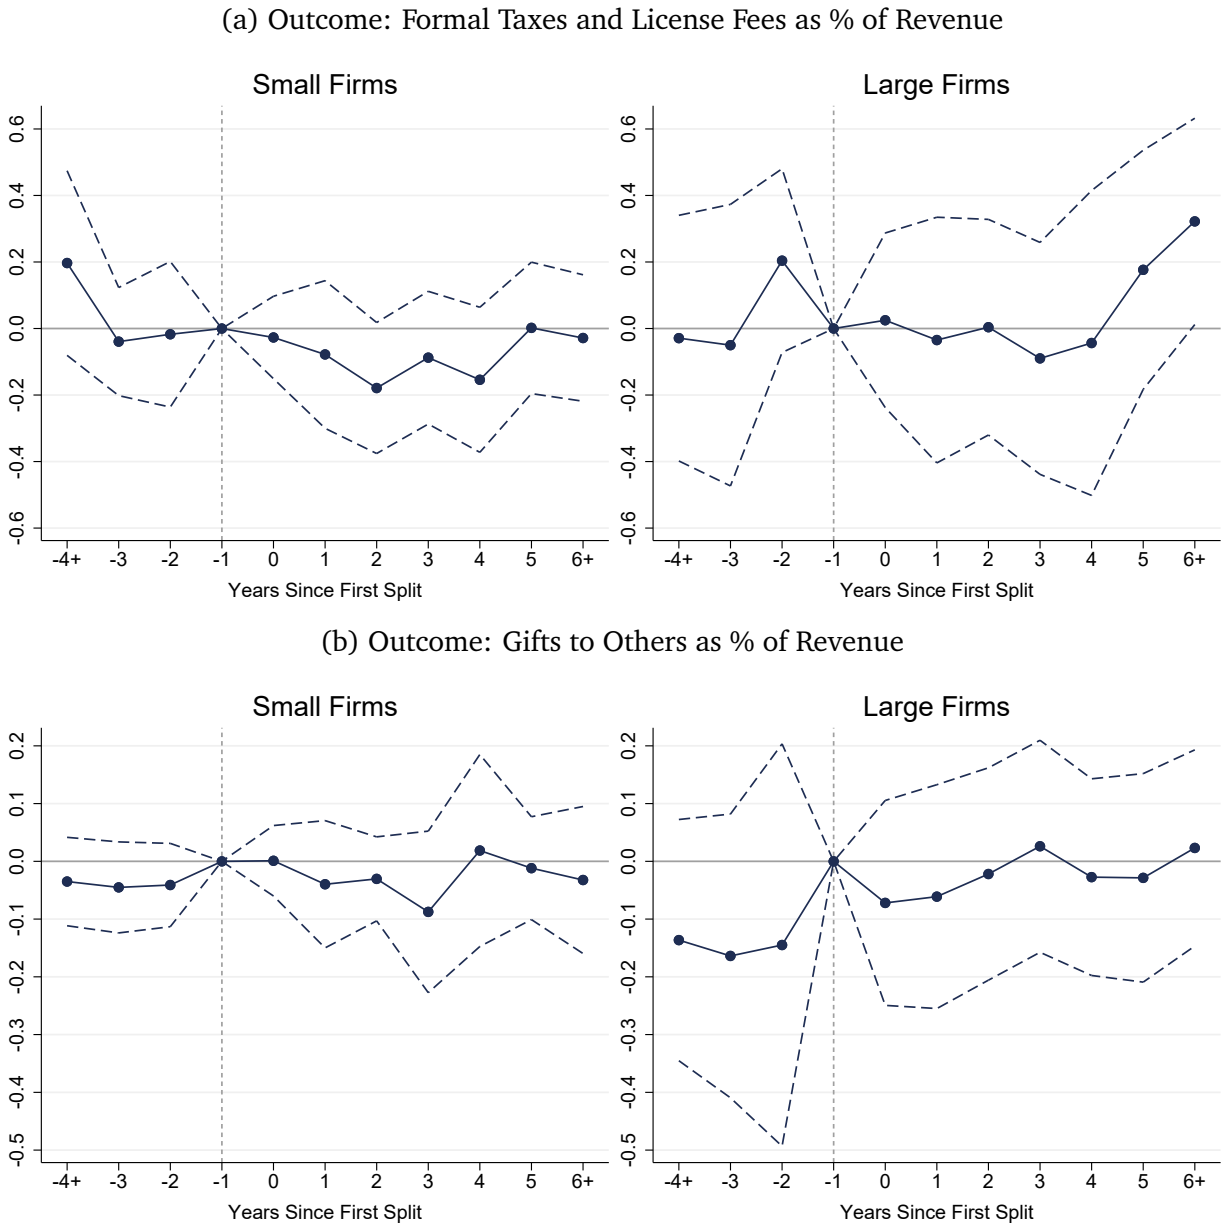 (a) Outcome: Formal Taxes and License Fees as % of Revenue
Small Firms
0.6
0.4
0.2
0.0
-0.2
-0.4
-0.6
-4+ -3 -2 -1 0 1 2 3 4 5 6+
Years Since First Split
Large Firms
0.6
0.4
0.2
0.0
-0.2
-0.4
-0.6
-4+ -3 -2 -1 0 1 2 3 4 5 6+
Years Since First Split
(b) Outcome: Gifts to Others as % of Revenue
Small Firms
0.2
0.1
0.0
-0.1
-0.2
-0.3
-0.4
-0.5
-4+ -3 -2 -1 0 1 2 3 4 5 6+
Years Since First Split
Large Firms
0.2
0.1
0.0
-0.1
-0.2
-0.3
-0.4
-0.5
-4+ -3 -2 -1 0 1 2 3 4 5 6+
Years Since First Split